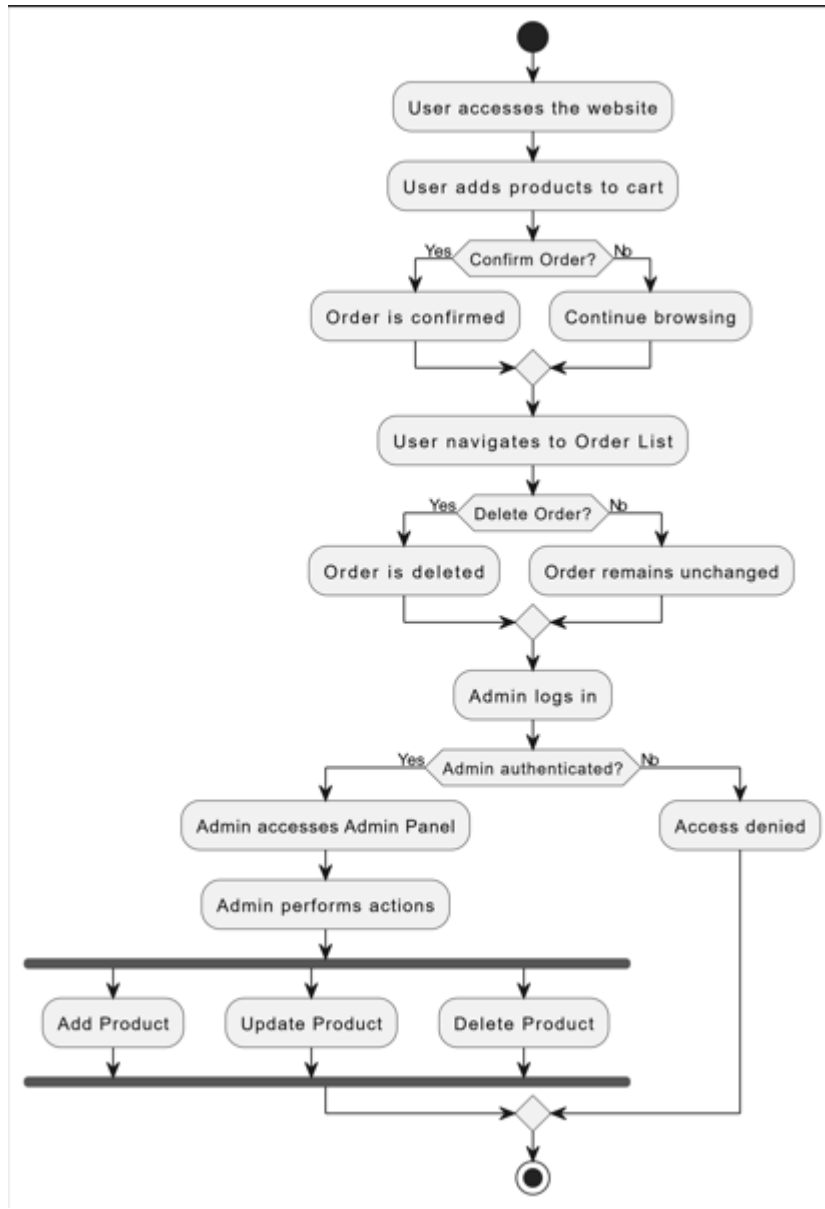 User accesses the website
User adds products to cart
Yes
Confirm Order?
No
Order is confirmed
Continue browsing
User navigates to Order List
Yes
Delete Order?
No
Order is deleted
Order remains unchanged
Admin logs in
Yes
Admin authenticated?
No
Admin accesses Admin Panel
Access denied
Admin performs actions
Add Product
Update Product
Delete Product